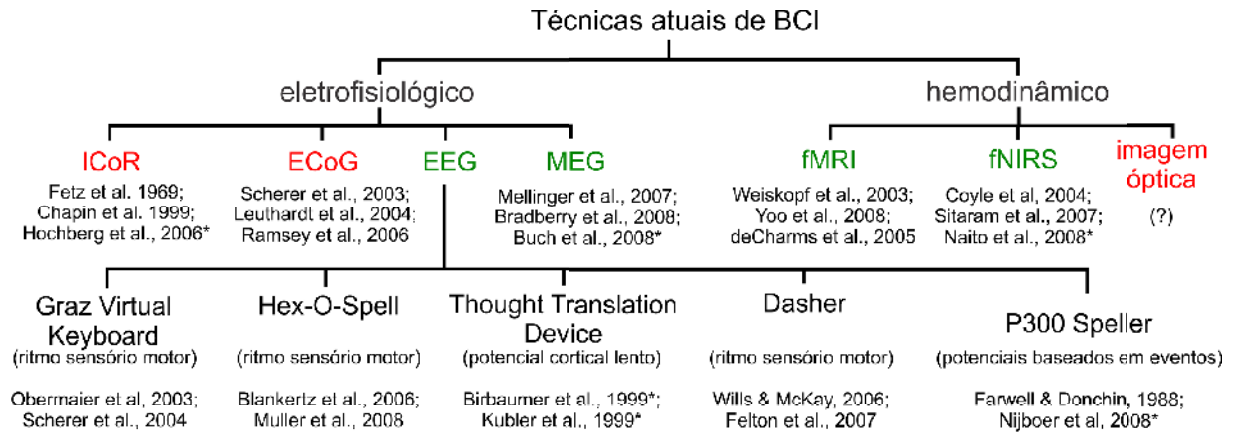 Técnicas atuais de BCI
eletrofisiológico
hemodinâmico
ICoR
Fetz et al. 1969;
Chapin et al. 1999;
Hochberg et al., 2006*
ECoG
Scherer et al., 2003;
Leuthardt et al., 2004;
Ramsey et al., 2006
EEG
MEG
Mellinger et al., 2007;
Bradberry et al., 2008;
Buch et al., 2008*
fMRI
Weiskopf et al., 2003;
Yoo et al., 2008;
deCharms et al., 2005
fNIRS
Coyle et al, 2004;
Sitaram et al., 2007;
Naito et al., 2008*
imagem
óptica
(?)
Graz Virtual
Keyboard
(ritmo sensório motor)
Obermaier et al, 2003;
Scherer et al., 2004
Hex-O-Spell
(ritmo sensório motor)
Blankertz et al., 2006;
Muller et al., 2008
Thought Translation
Device
(potencial cortical lento)
Birbaumer et al., 1999*;
Kubler et al., 1999*
Dasher
(ritmo sensório motor)
Wills & McKay, 2006;
Felton et al., 2007
P300 Speller
(potenciais baseados em eventos)
Farwell & Donchin, 1988;
Nijboer et al, 2008*